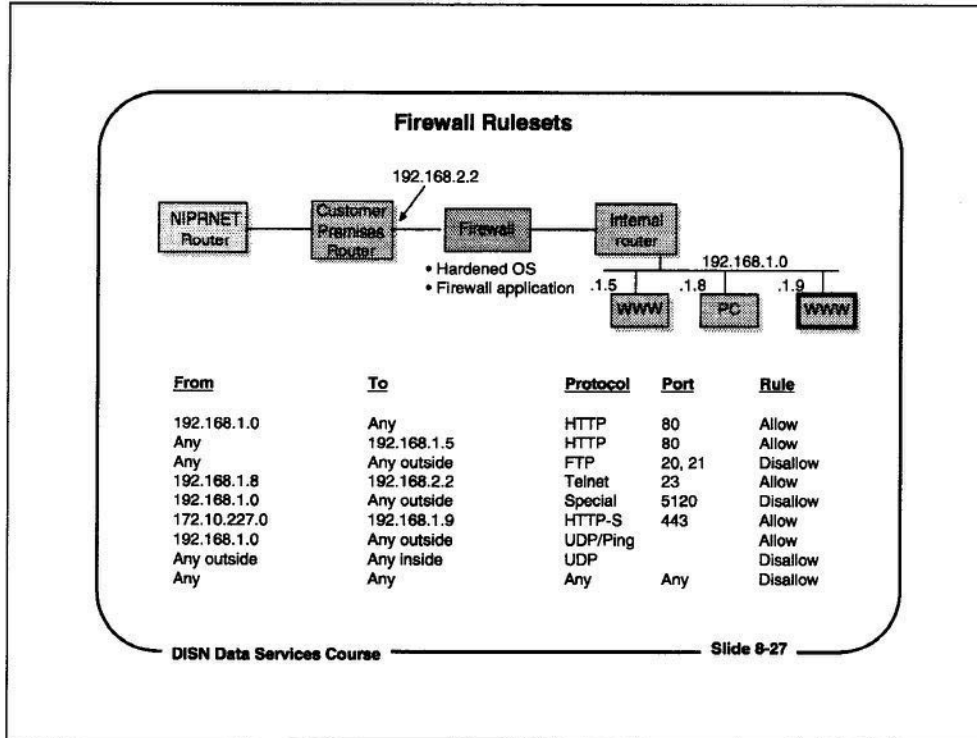 Firewall Rulesets
192.168.2.2
NIPRNET
Router
Customer
Premises
Router
Firewall
Internal
router
• Hardened OS
• Firewall application
192.168.1.0
.1.5
.1.8
.1.9
WWW
PC
WWW
From To Protocol Port Rule
192.168.1.0 Any HTTP 80 Allow
Any 192.168.1.5 HTTP 80 Allow
Any Any outside FTP 20, 21 Disallow
192.168.1.8 192.168.2.2 Telnet 23 Allow
192.168.1.0 Any outside Special 5120 Disallow
172.10.227.0 192.168.1.9 HTTP-S 443 Allow
192.168.1.0 Any outside UDP/Ping Allow
Any outside Any inside UDP Disallow
Any Any Any Any Disallow
DISN Data Services Course
Slide 8-27